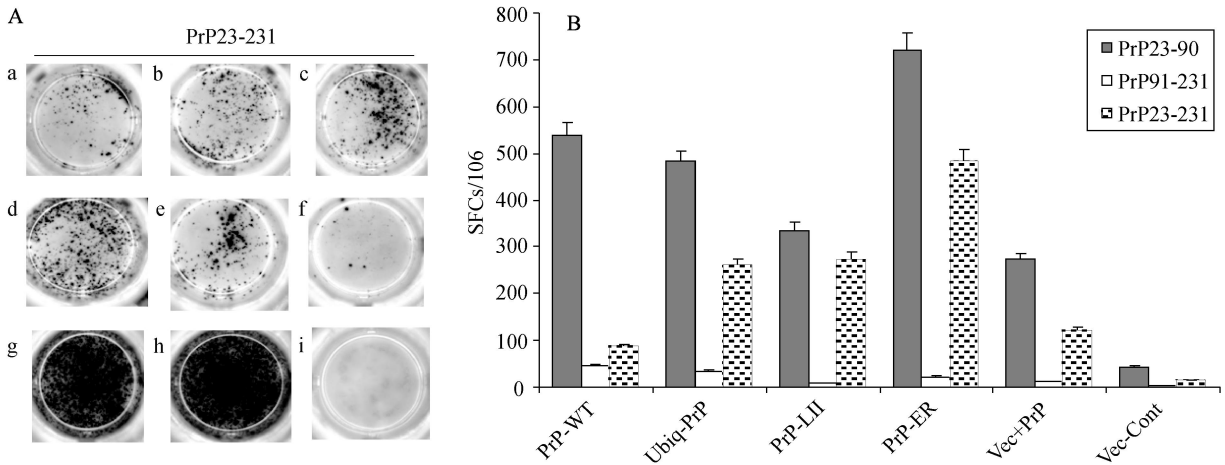 A
PrP23-231
a
b
c
d
e
f
g
h
i
B
SFCs/106
800
700
600
500
400
300
200
100
0
PrP-WT
Ubiq-PrP
PrP-LII
PrP-ER
Vec+PrP
Vec-Cont
PrP23-90
PrP91-231
PrP23-231